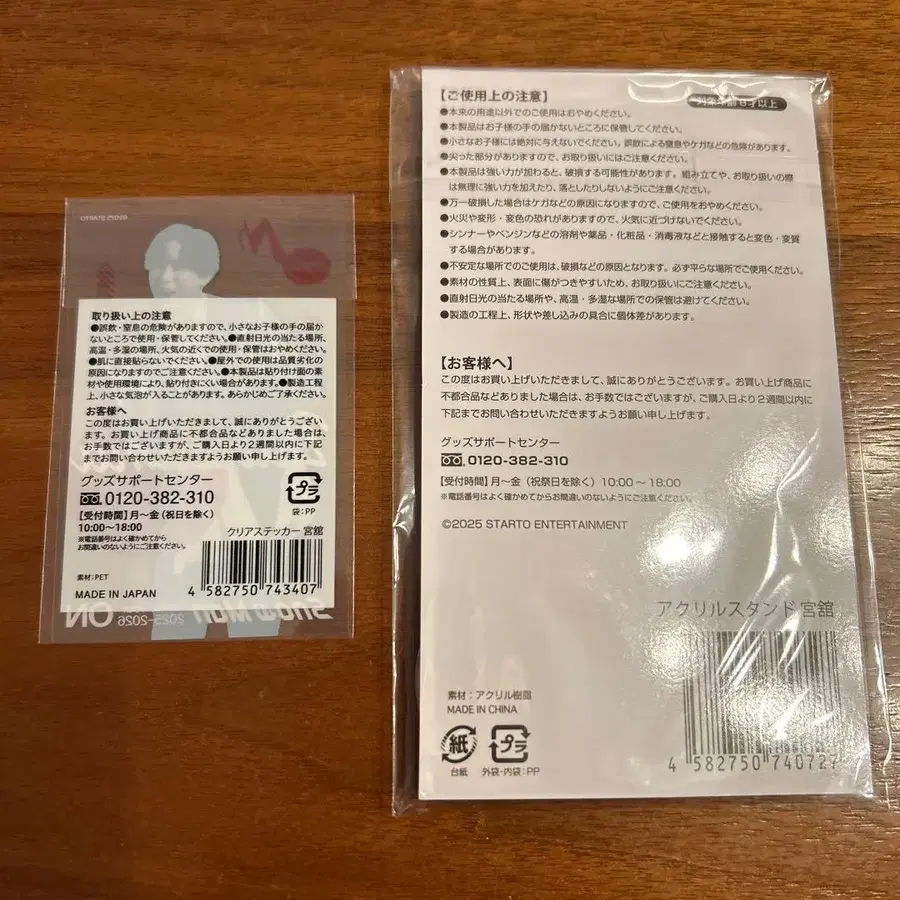 取り扱い上の注意
●誤飲・窒息の危険がありますので、小さなお子様の手の届か
ないところで使用・保管してください。●直射日光の当たる場所、
高温・多湿の場所、火気の近くでの使用・保管はおやめください。
●肌に直接貼らないでください。●屋外での使用は品質劣化の
原因になりますのでご注意ください。●本製品は貼り付け面の素
材や使用環境により、貼り付きにくい場合があります。●製造工程
上、小さな気泡が入ることがあります。あらかじめご了承ください。
お客様へ
この度はお買い上げいただきまして、誠にありがとうござい
ます。お買い上げ商品に不都合品などありました場合は、
お手数ではございますが、ご購入日より2週間以内に下記
までお問い合わせいただきますようお願い申し上げます。
グッズサポートセンター
0120-382-310
【受付時間】月〜金（祝日を除く）
10:00〜18:00
※電話番号はよく確かめてから
お間違いのないようにご注意ください。
プラ
袋：PP
クリアステッカー 宮舘
素材：PET
MADE IN JAPAN
4 582750 743407
Snow Man
2025-2026
ON
【ご使用上の注意】
対象年齢 6才以上
●本来の用途以外でのご使用はおやめください。
●本製品はお子様の手の届かないところに保管してください。
●小さなお子様には絶対に与えないでください。誤飲による窒息やケガなどの危険があります。
●尖った部分がありますので、お取り扱いにはご注意ください。
●本製品は強い力が加わると、破損する可能性があります。組み立てや、お取り扱いの際
は無理に強い力を加えたり、落としたりしないようにご注意ください。
●万一破損した場合はケガなどの原因になりますので、ご使用をおやめください。
●火災や変形・変色の恐れがありますので、火気に近づけないでください。
●シンナーやベンジンなどの溶剤や薬品・化粧品・消毒液などと接触すると変色・変質
する場合があります。
●不安定な場所でのご使用は、破損などの原因となります。必ず平らな場所でご使用ください。
●素材の性質上、表面に傷がつきやすいため、お取り扱いにご注意ください。
●直射日光の当たる場所や、高温・多湿な場所での保管は避けてください。
●製造の工程上、形状や差し込みの具合に個体差があります。
【お客様へ】
この度はお買い上げいただきまして、誠にありがとうございます。お買い上げ商品に
不都合品などありました場合は、お手数ではございますが、ご購入日より2週間以内に
下記までお問い合わせいただきますようお願い申し上げます。
グッズサポートセンター
0120-382-310
【受付時間】月〜金（祝祭日を除く）10:00〜18:00
※電話番号はよく確かめてからお間違いのないようにご注意ください。
©2025 STARTO ENTERTAINMENT
アクリルスタンド 宮舘
素材：アクリル樹脂
MADE IN CHINA
紙
台紙
プラ
外袋・内袋：PP
4 582750 740727